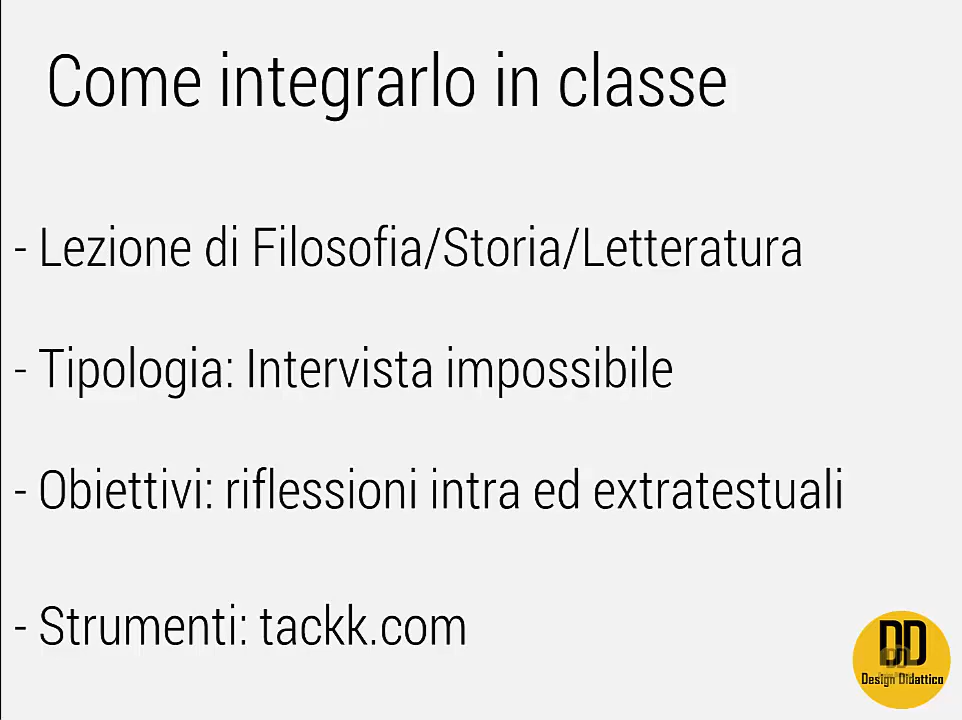 Come integrarlo in classe
- Lezione di Filosofia/Storia/Letteratura
- Tipologia: Intervista impossibile
- Obiettivi: riflessioni intra ed extratestuali
- Strumenti: tackk.com
DD
Design Didattico